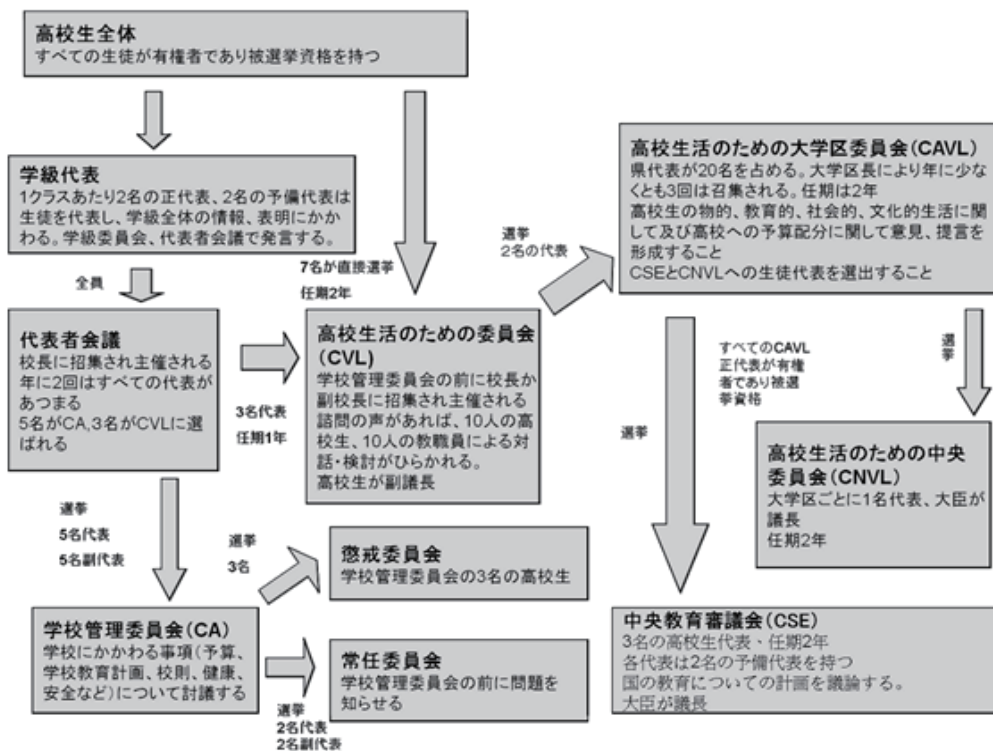 高校生全体
すべての生徒が有権者であり被選挙資格を持つ
学級代表
1クラスあたり2名の正代表、2名の予備代表は
生徒を代表し、学級全体の情報、表明にかか
わる。学級委員会、代表者会議で発言する。
全員
代表者会議
校長に招集され主催される
年に2回はすべての代表が
あつまる
5名がCA,3名がCVLに選
ばれる
3名代表
任期1年
7名が直接選挙
任期2年
高校生活のための委員会
(CVL)
学校管理委員会の前に校長か
副校長に招集され主催される
諮問の声があれば、10人の高
校生、10人の教職員による対
話・検討がひらかれる。
高校生が副議長
選挙
2名の代表
高校生活のための大学区委員会(CAVL)
県代表が20名を占める。大学区長により年に少な
くとも3回は召集される。任期は2年
高校生の物的、教育的、社会的、文化的生活に関
して及び高校への予算配分に関して意見、提言を
形成すること
CSEとCNVLへの生徒代表を選出すること
選挙
すべてのCAVL
正代表が有権
者であり被選
挙資格
選挙
高校生活のための中央
委員会(CNVL)
大学区ごとに1名代表、大臣が
議長
任期2年
選挙
5名代表
5名副代表
選挙
3名
懲戒委員会
学校管理委員会の3名の高校生
学校管理委員会(CA)
学校にかかわる事項(予算、
学校教育計画、校則、健康、
安全など)について討議する
選挙
2名代表
2名副代表
常任委員会
学校管理委員会の前に問題を
知らせる
中央教育審議会(CSE)
3名の高校生代表、任期2年
各代表は2名の予備代表を持つ
国の教育についての計画を議論する。
大臣が議長